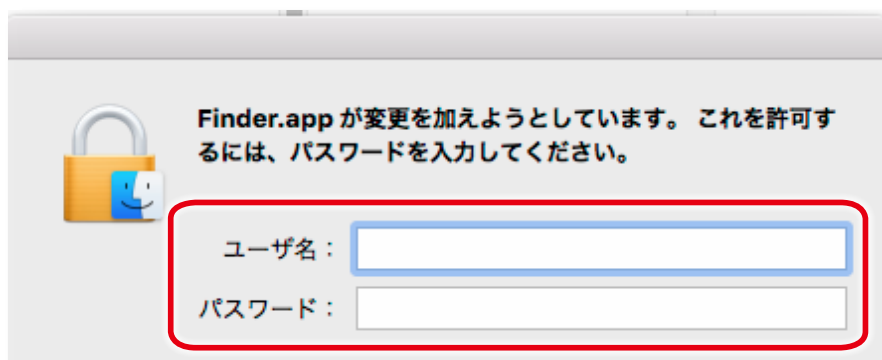 Finder.app が変更を加えようとしています。 これを許可す
るには、パスワードを入力してください。
ユーザ名：
パスワード：